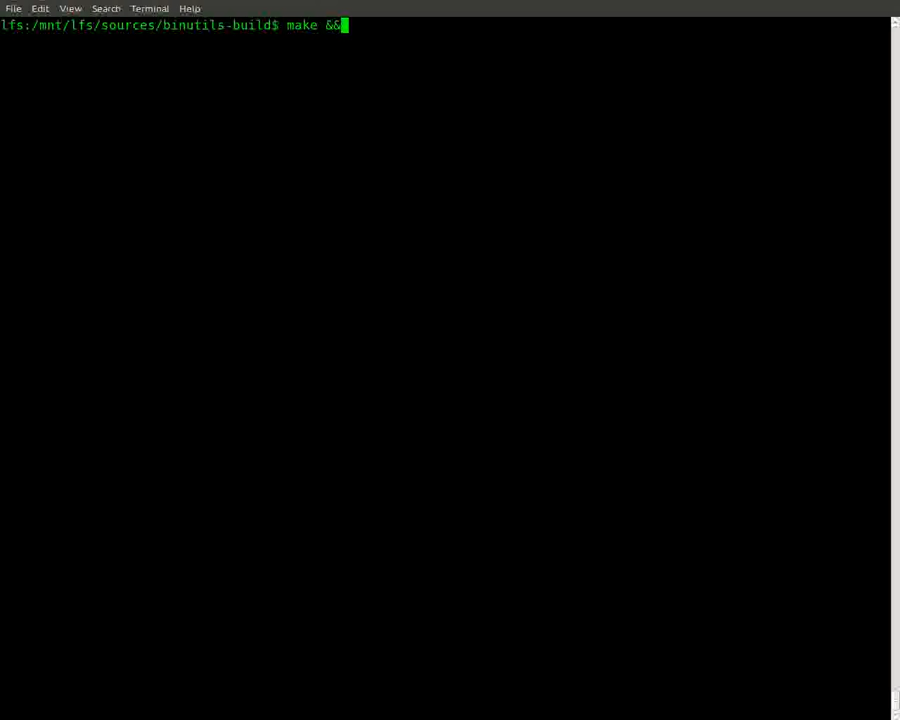 File Edit View Search Terminal Help
lfs:/mnt/lfs/sources/binutils-build$ make &&